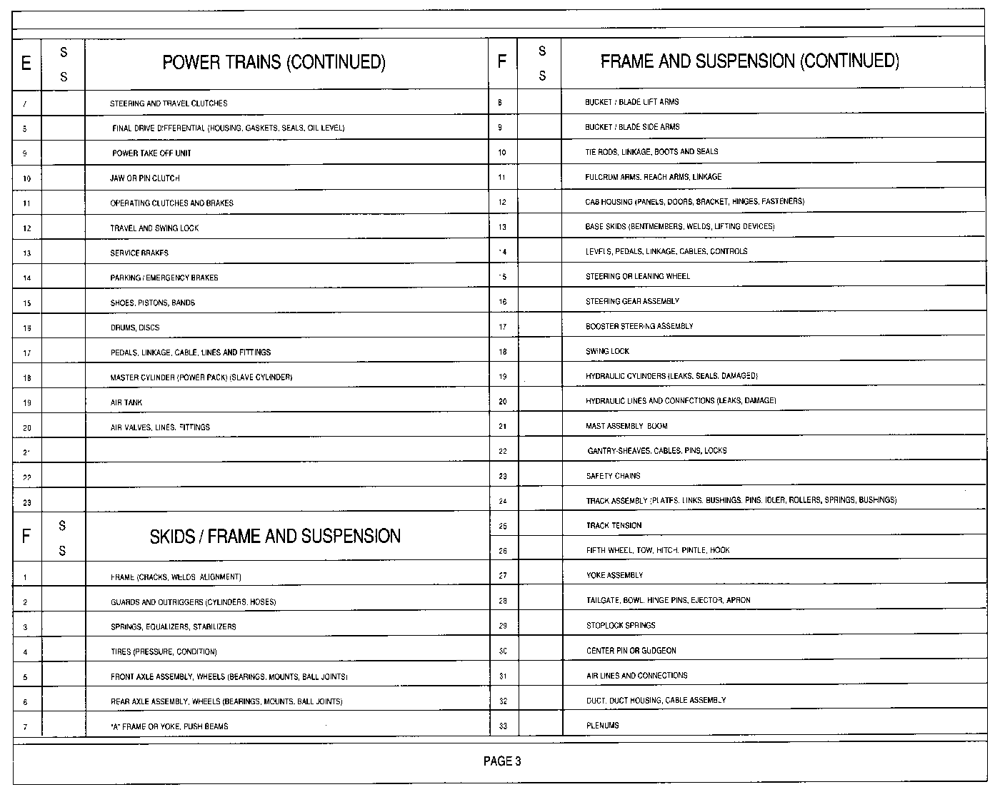 E S S POWER TRAINS (CONTINUED)
7 STEERING AND TRAVEL CLUTCHES
8 FINAL DRIVE DIFFERENTIAL (HOUSING, GASKETS, SEALS, OIL LEVEL)
9 POWER TAKE OFF UNIT
10 JAW OR PIN CLUTCH
11 OPERATING CLUTCHES AND BRAKES
12 TRAVEL AND SWING LOCK
13 SERVICE BRAKES
14 PARKING / EMERGENCY BRAKES
15 SHOES, PISTONS, BANDS
16 DRUMS, DISCS
17 PEDALS, LINKAGE, CABLE, LINES AND FITTINGS
18 MASTER CYLINDER (POWER PACK) (SLAVE CYLINDER)
19 AIR TANK
20 AIR VALVES, LINES, FITTINGS
21
22
23
F S S SKIDS / FRAME AND SUSPENSION
1 FRAME (CRACKS, WELDS, ALIGNMENT)
2 GUARDS AND OUTRIGGERS (CYLINDERS, HOSES)
3 SPRINGS, EQUALIZERS, STABILIZERS
4 TIRES (PRESSURE, CONDITION)
5 FRONT AXLE ASSEMBLY, WHEELS (BEARINGS, MOUNTS, BALL JOINTS)
6 REAR AXLE ASSEMBLY, WHEELS (BEARINGS, MOUNTS, BALL JOINTS)
7 "A" FRAME OR YOKE, PUSH BEAMS
F S S FRAME AND SUSPENSION (CONTINUED)
8 BUCKET / BLADE LIFT ARMS
9 BUCKET / BLADE SIDE ARMS
10 TIE RODS, LINKAGE, BOOTS AND SEALS
11 FULCRUM ARMS, REACH ARMS, LINKAGE
12 CAB HOUSING (PANELS, DOORS, BRACKET, HINGES, FASTENERS)
13 BASE SKIDS (BENTMEMBERS, WELDS, LIFTING DEVICES)
14 LEVELS, PEDALS, LINKAGE, CABLES, CONTROLS
15 STEERING OR LEANING WHEEL
16 STEERING GEAR ASSEMBLY
17 BOOSTER STEERING ASSEMBLY
18 SWING LOCK
19 HYDRAULIC CYLINDERS (LEAKS, SEALS, DAMAGED)
20 HYDRAULIC LINES AND CONNECTIONS (LEAKS, DAMAGE)
21 MAST ASSEMBLY BOOM
22 GANTRY-SHEAVES, CABLES, PINS, LOCKS
23 SAFETY CHAINS
24 TRACK ASSEMBLY (PLATES, LINKS, BUSHINGS, PINS, IDLER, ROLLERS, SPRINGS, BUSHINGS)
25 TRACK TENSION
26 FIFTH WHEEL, TOW, HITCH, PINTLE, HOOK
27 YOKE ASSEMBLY
28 TAILGATE, BOWL, HINGE PINS, EJECTOR, APRON
29 STOPLOCK SPRINGS
30 CENTER PIN OR GUDGEON
31 AIR LINES AND CONNECTIONS
32 DUCT, DUCT HOUSING, CABLE ASSEMBLY
33 PLENUMS
PAGE 3